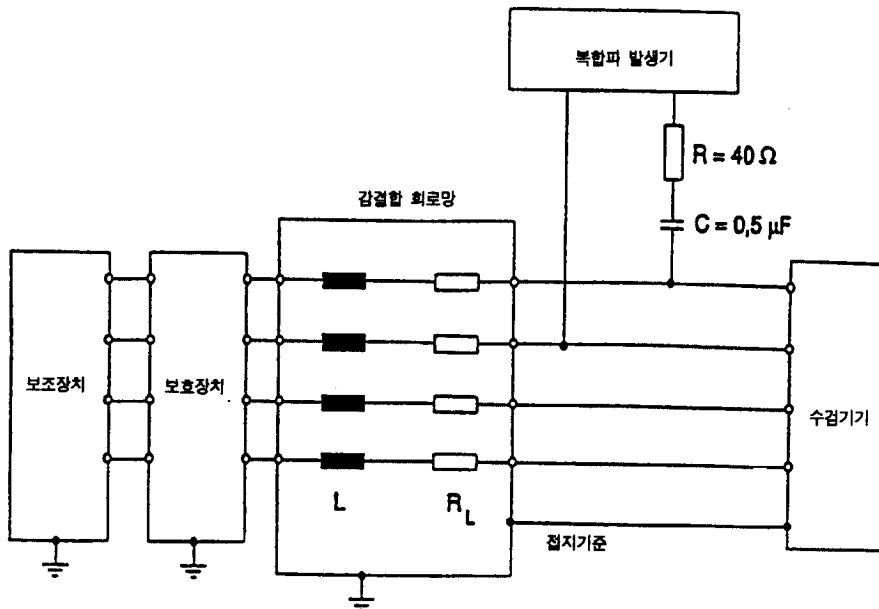 복합파 발생기
R = 40 Ω
C = 0,5 μF
감결합 회로망
보조장치
보호장치
수검기기
L
R_L
접지기준